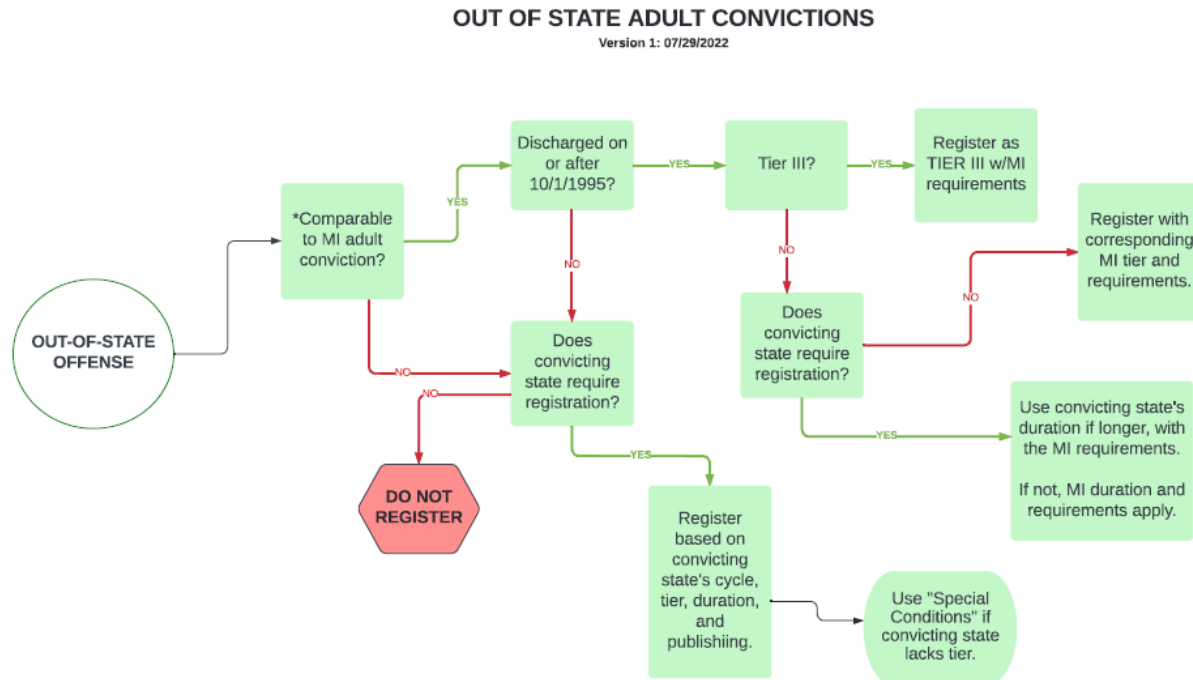 OUT OF STATE ADULT CONVICTIONS
Version 1: 07/29/2022
OUT-OF-STATE
OFFENSE
*Comparable
to MI adult
conviction?
YES
NO
Discharged on
or after
10/1/1995?
YES
NO
Tier III?
YES
NO
Register as
TIER III w/MI
requirements
Does
convicting
state require
registration?
NO
YES
DO NOT
REGISTER
Does
convicting
state require
registration?
NO
YES
Register with
corresponding
MI tier and
requirements.
Use convicting state's
duration if longer, with
the MI requirements.
If not, MI duration and
requirements apply.
Register
based on
convicting
state's cycle,
tier, duration,
and
publishiing.
Use "Special
Conditions" if
convicting state
lacks tier.